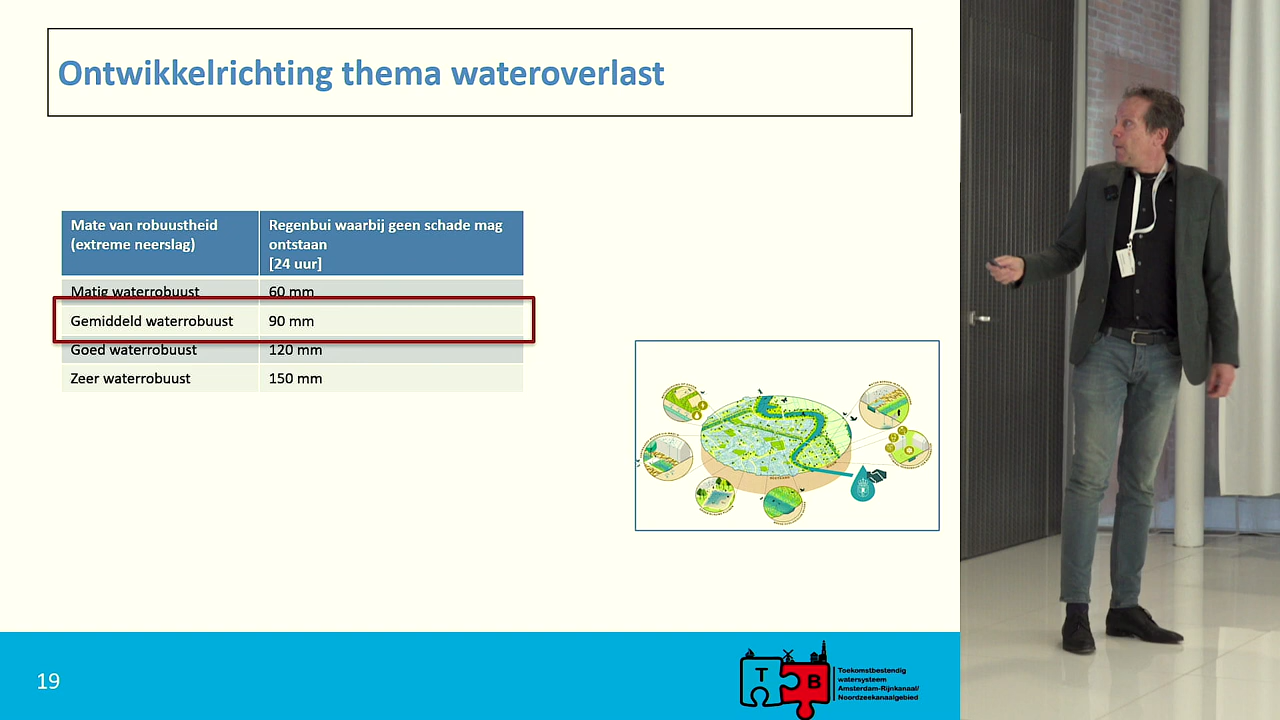 Ontwikkelrichting thema wateroverlast
Mate van robuustheid
(extreme neerslag)
Regenbui waarbij geen schade mag
ontstaan
[24 uur]
Matig waterrobuust
60 mm
Gemiddeld waterrobuust
90 mm
Goed waterrobuust
120 mm
Zeer waterrobuust
150 mm
19
T
B
Toekomstbestendig
watersysteem
Amsterdam-Rijnkanaal/
Noordzeekanaalgebied